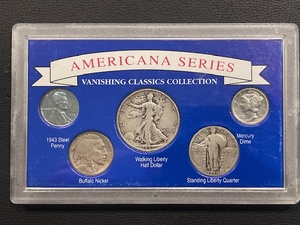 AMERICANA SERIES
VANISHING CLASSICS COLLECTION
1943 Steel
Penny
Buffalo Nickel
Walking Liberty
Half Dollar
Standing Liberty Quarter
Mercury
Dime